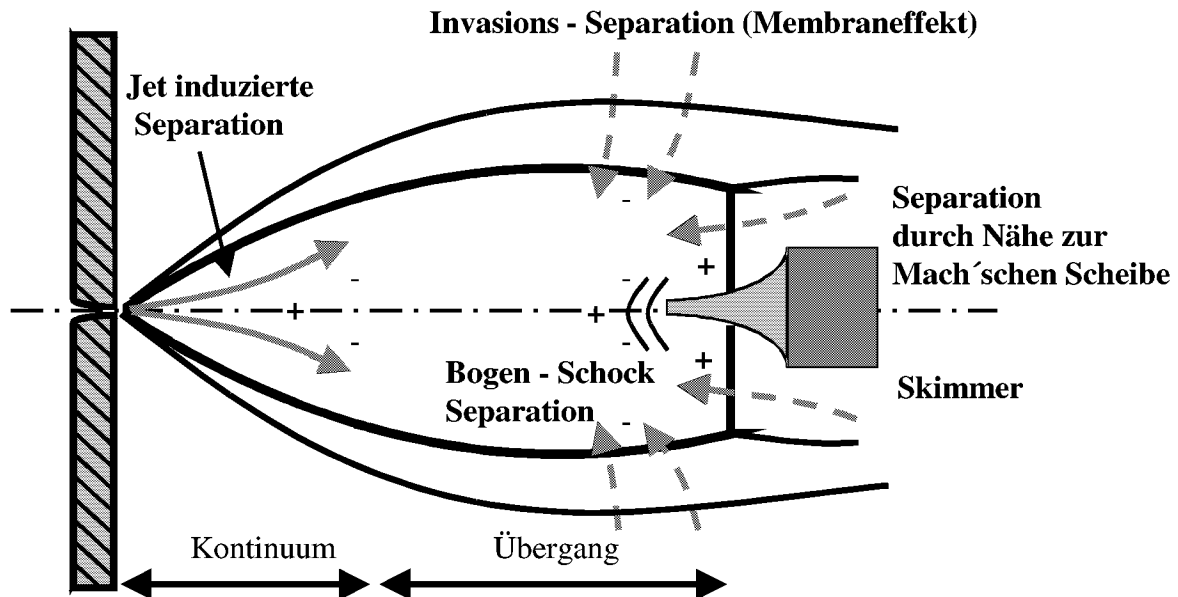 Invasions - Separation (Membraneffekt)
Jet induzierte
Separation
Separation
durch Nähe zur
Mach´schen Scheibe
Bogen - Schock
Separation
Skimmer
Kontinuum
Übergang
-
-
-
+
+
+
-
-
+
-